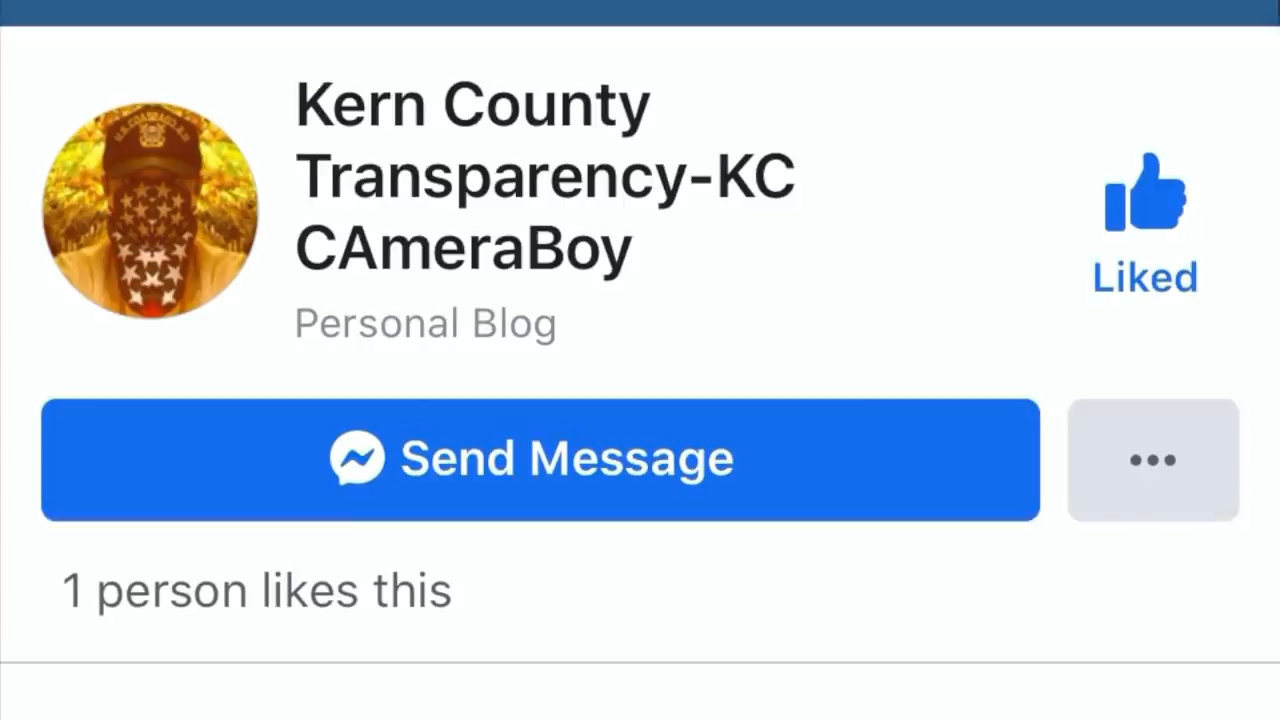 Kern County
Transparency-KC
CAmeraBoy
Liked
Personal Blog
Send Message
1 person likes this